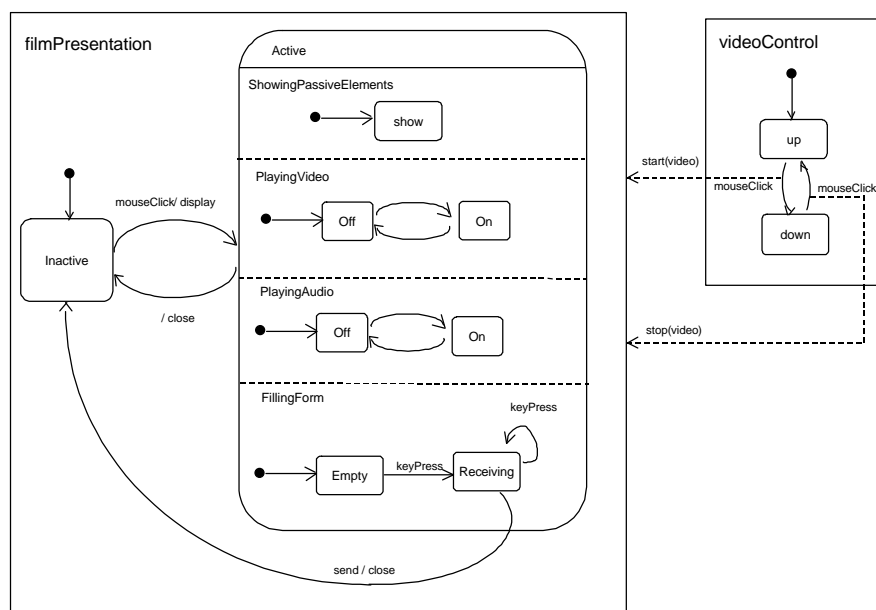 filmPresentation
Active
ShowingPassiveElements
show
PlayingVideo
mouseClick/ display
Off
On
Inactive
/ close
PlayingAudio
Off
On
FillingForm
keyPress
Empty
keyPress
Receiving
send / close
videoControl
up
start(video)
mouseClick
mouseClick
down
stop(video)